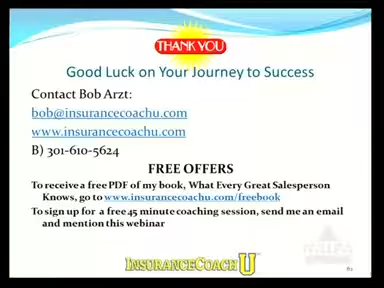 THANK YOU
Good Luck on Your Journey to Success
Contact Bob Arzt:
bob@insurancecoachu.com
www.insurancecoachu.com
B) 301-610-5624
FREE OFFERS
To receive a free PDF of my book, What Every Great Salesperson
Knows, go to www.insurancecoachu.com/freebook
To sign up for a free 45 minute coaching session, send me an email
and mention this webinar
INSURANCECOACH U